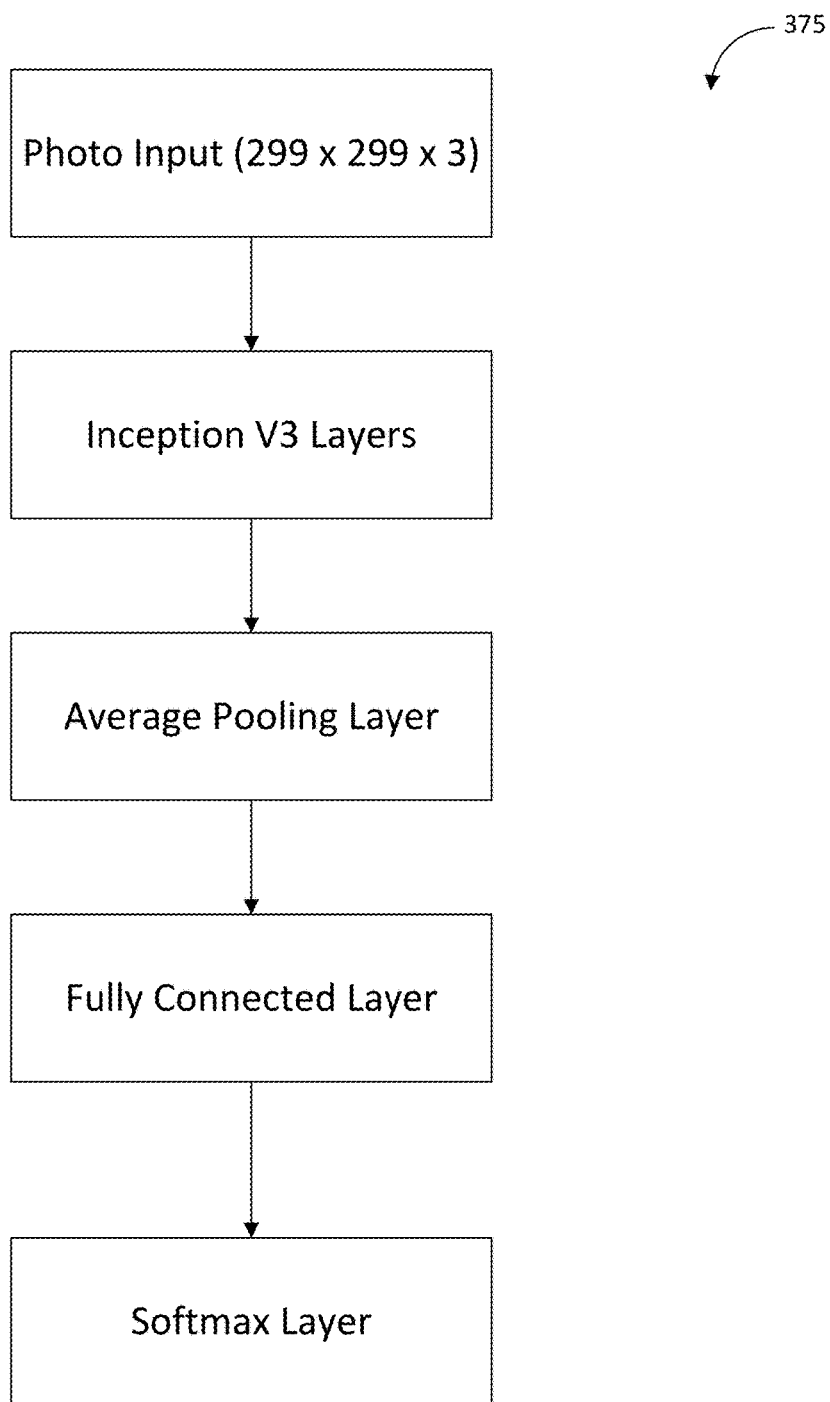 375
Photo Input (299 x 299 x 3)
Inception V3 Layers
Average Pooling Layer
Fully Connected Layer
Softmax Layer